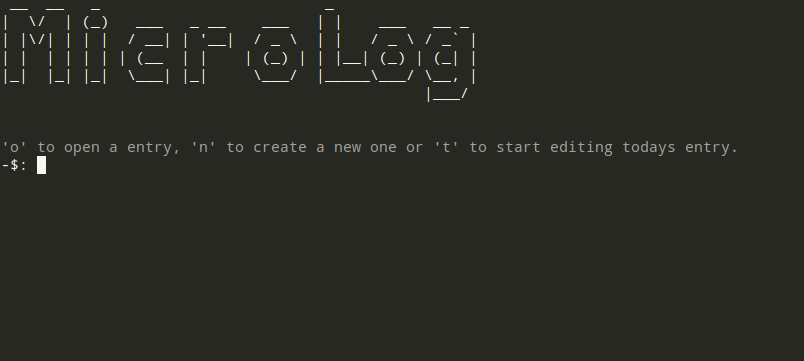 MicroLog
'o' to open a entry, 'n' to create a new one or 't' to start editing todays entry.
-$: